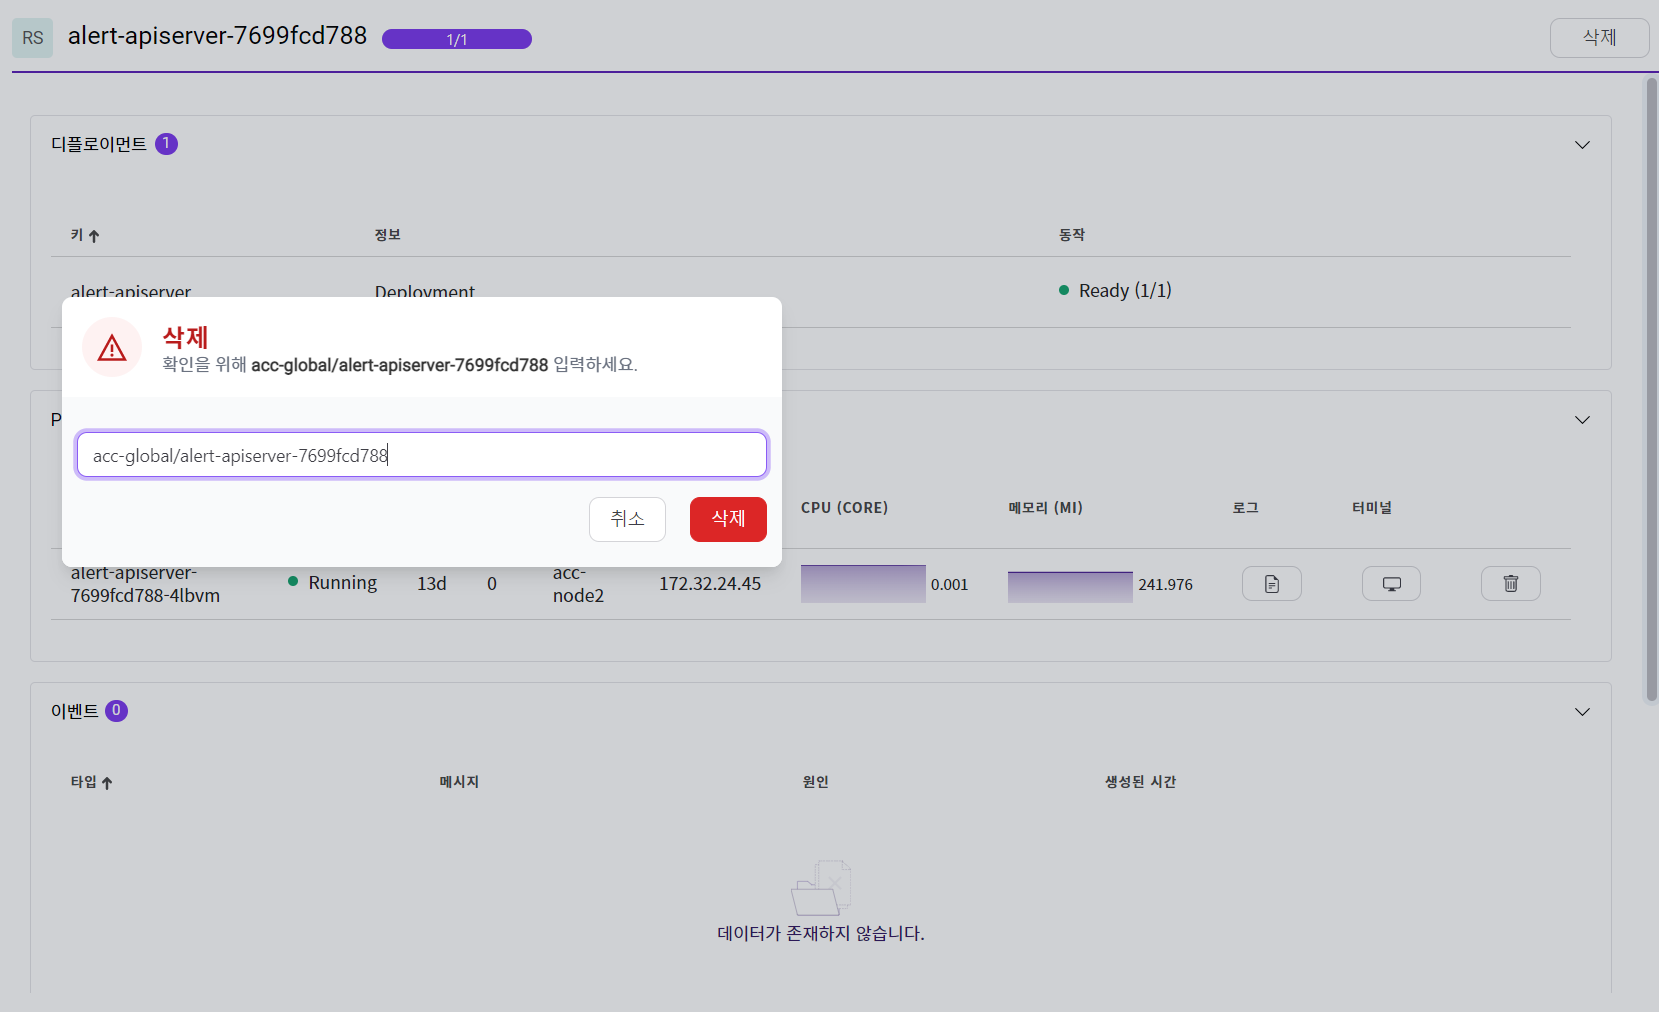 RS alert-apiserver-7699fcd788 1/1 삭제
디플로이먼트 1
키 정보 동작
alert-apiserver Deployment Ready (1/1)
삭제
확인을 위해 acc-global/alert-apiserver-7699fcd788 입력하세요.
acc-global/alert-apiserver-7699fcd788
취소 삭제
P
CPU (CORE) 메모리 (MI) 로그 터미널
alert-apiserver-
7699fcd788-4lbvm Running 13d 0 acc-
node2 172.32.24.45 0.001 241.976
이벤트 0
타입 메시지 원인 생성된 시간
데이터가 존재하지 않습니다.